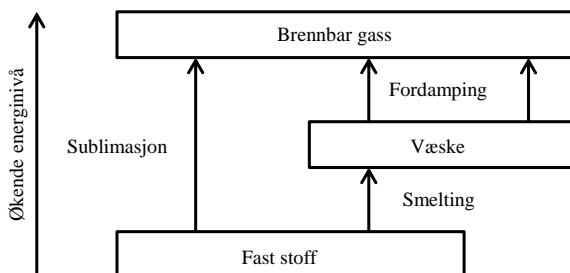 Brennbar gass
Fordamping
Sublimasjon
Væske
Smelting
Fast stoff
Økende energinivå